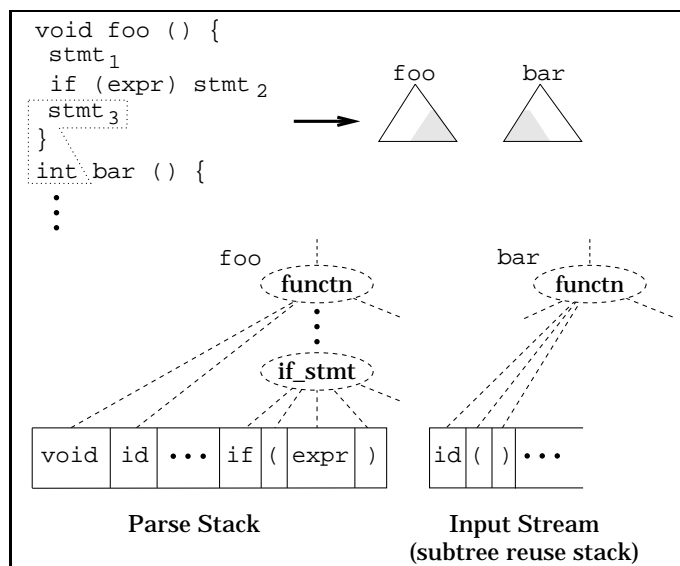 void foo () {
stmt1
if (expr) stmt2
stmt3
}
int bar () {
foo bar
foo bar
functn functn
if_stmt
void id ••• if ( expr ) id ( ) •••
Parse Stack Input Stream
(subtree reuse stack)